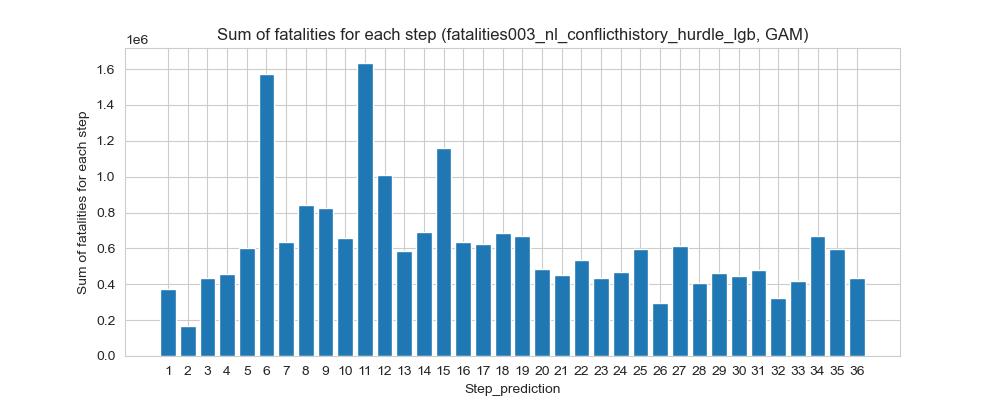 Sum of fatalities for each step (fatalities003_nl_conflicthistory_hurdle_lgb, GAM)
1e6
1.6
1.4
1.2
1.0
0.8
0.6
0.4
0.2
0.0
Sum of fatalities for each step
1 2 3 4 5 6 7 8 9 10 11 12 13 14 15 16 17 18 19 20 21 22 23 24 25 26 27 28 29 30 31 32 33 34 35 36
Step_prediction